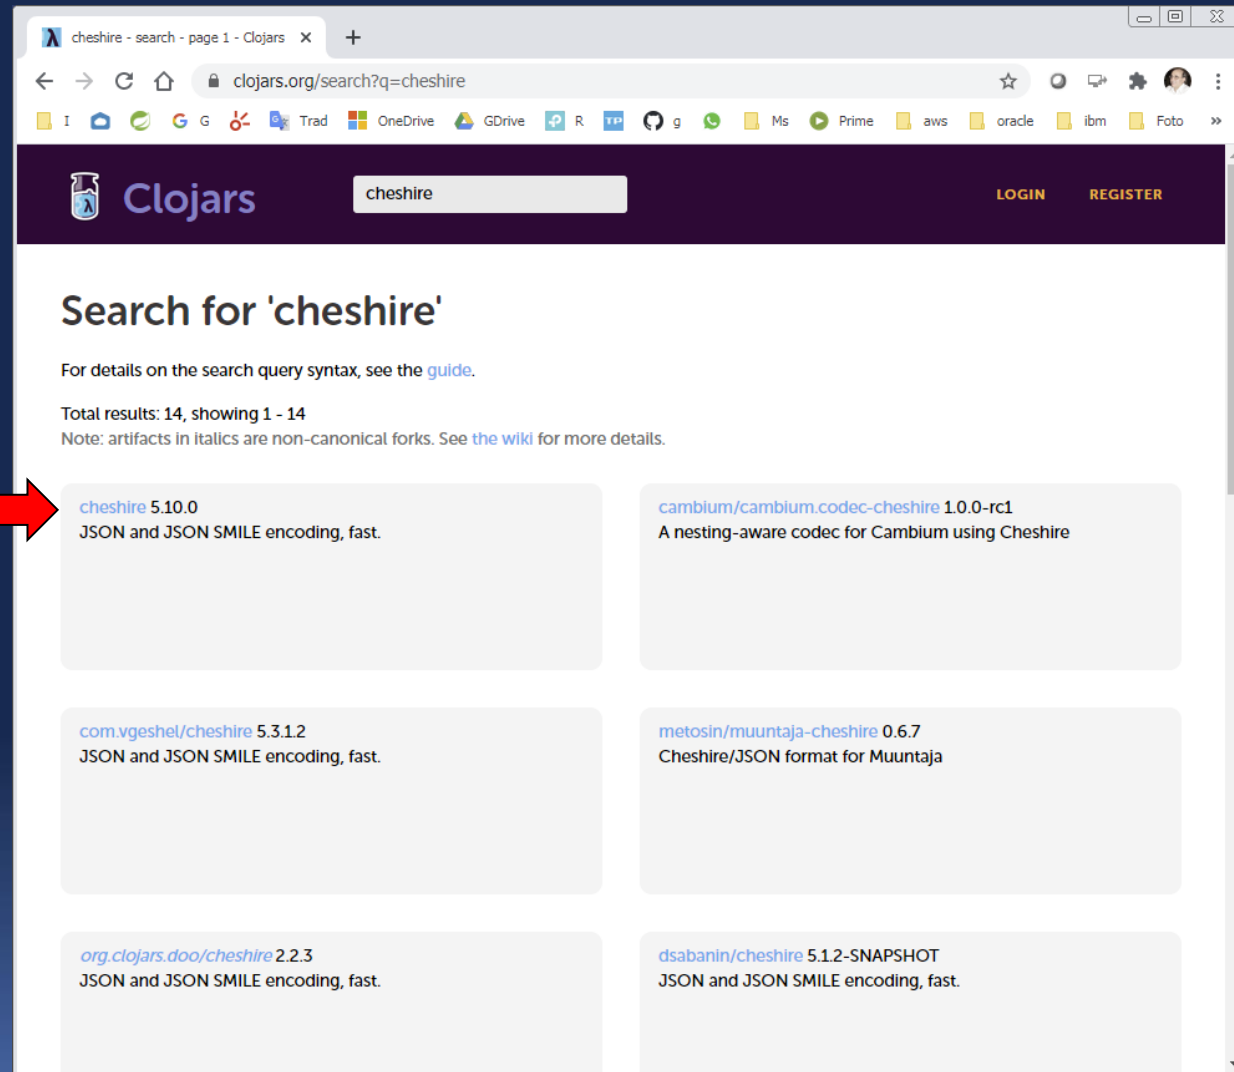 cheshire - search - page 1 - Clojars
clojars.org/search?q=cheshire
I G G Trad OneDrive GDrive R TP g Ms Prime aws oracle ibm Foto »
Clojars
cheshire
LOGIN REGISTER
Search for 'cheshire'
For details on the search query syntax, see the guide.
Total results: 14, showing 1 - 14
Note: artifacts in italics are non-canonical forks. See the wiki for more details.
cheshire 5.10.0
JSON and JSON SMILE encoding, fast.
cambium/cambium.codec-cheshire 1.0.0-rc1
A nesting-aware codec for Cambium using Cheshire
com.vgeshel/cheshire 5.3.1.2
JSON and JSON SMILE encoding, fast.
metosin/muuntaja-cheshire 0.6.7
Cheshire/JSON format for Muuntaja
org.clojars.doo/cheshire 2.2.3
JSON and JSON SMILE encoding, fast.
dsabanin/cheshire 5.1.2-SNAPSHOT
JSON and JSON SMILE encoding, fast.